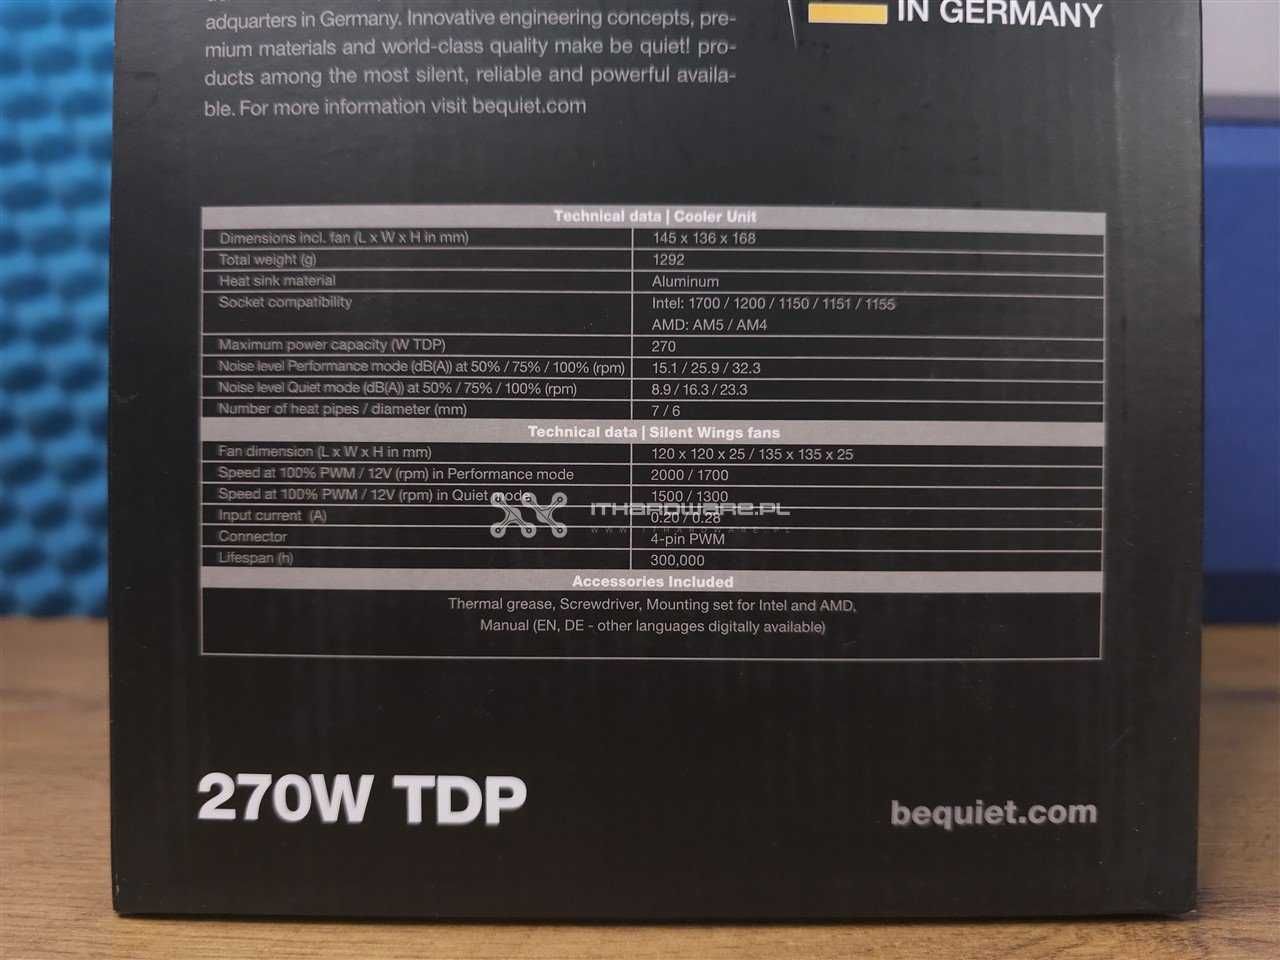 adquarters in Germany. Innovative engineering concepts, pre-
mium materials and world-class quality make be quiet! pro-
ducts among the most silent, reliable and powerful availa-
ble. For more information visit bequiet.com
IN GERMANY
Technical data | Cooler Unit
Dimensions incl. fan (L x W x H in mm) 145 x 136 x 168
Total weight (g) 1292
Heat sink material Aluminum
Socket compatibility Intel: 1700 / 1200 / 1150 / 1151 / 1155
AMD: AM5 / AM4
Maximum power capacity (W TDP) 270
Noise level Performance mode (dB(A)) at 50% / 75% / 100% (rpm) 15.1 / 25.9 / 32.3
Noise level Quiet mode (dB(A)) at 50% / 75% / 100% (rpm) 8.9 / 16.3 / 23.3
Number of heat pipes / diameter (mm) 7 / 6
Technical data | Silent Wings fans
Fan dimension (L x W x H in mm) 120 x 120 x 25 / 135 x 135 x 25
Speed at 100% PWM / 12V (rpm) in Performance mode 2000 / 1700
Speed at 100% PWM / 12V (rpm) in Quiet mode 1500 / 1300
ITHARDWARE.PL
Input current (A) 0.20 / 0.28
WWW.ITHARDWARE.PL
Connector 4-pin PWM
Lifespan (h) 300,000
Accessories Included
Thermal grease, Screwdriver, Mounting set for Intel and AMD,
Manual (EN, DE - other languages digitally available)
270W TDP
bequiet.com